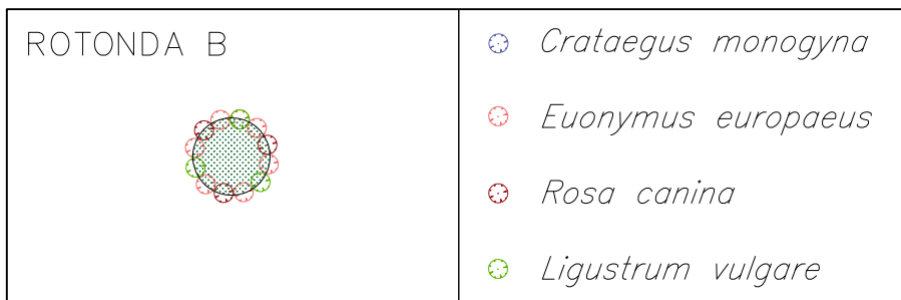 ROTONDA B
Crataegus monogyna
Euonymus europaeus
Rosa canina
Ligustrum vulgare